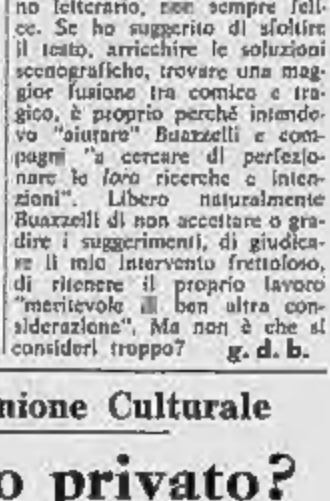 no letterario, non sempre feli-
ce. Se ho suggerito di sfoltire
il testo, arricchire le soluzioni
scenografiche, trovare una mag-
gior fusione tra comico e tra-
gico, è proprio perché intende-
vo "aiutare" Buazzelli e com-
pagni "a cercare di perfezio-
nare le loro ricerche e inten-
zioni". Libero naturalmente
Buazzelli di non accettare o gra-
dire i suggerimenti, di giudica-
re il mio intervento frettoloso,
di ritenere il proprio lavoro
"meritevole di ben altra con-
siderazione". Ma non è che si
consideri troppo? g. d. b.
nione Culturale
o privato?